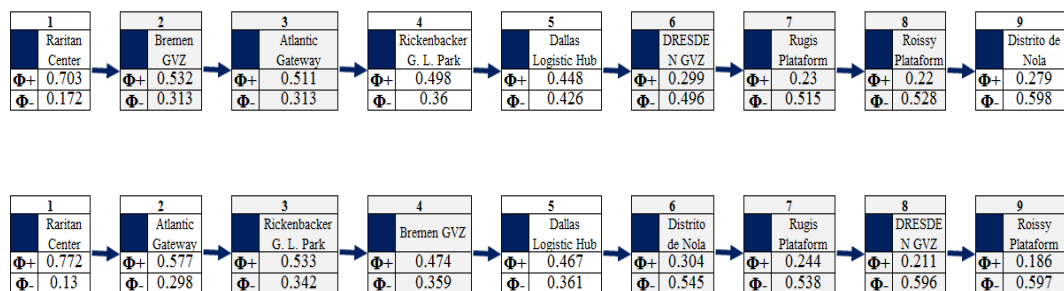 1 2 3 4 5 6 7 8 9
Raritan Bremen Atlantic Rickenbacker Dallas DRESDE Rugis Roissy Distrito de
Center GVZ Gateway G. L. Park Logistic Hub N GVZ Plataform Plataform Nola
Φ+ 0.703 Φ+ 0.532 Φ+ 0.511 Φ+ 0.498 Φ+ 0.448 Φ+ 0.299 Φ+ 0.23 Φ+ 0.22 Φ+ 0.279
Φ- 0.172 Φ- 0.313 Φ- 0.313 Φ- 0.36 Φ- 0.426 Φ- 0.496 Φ- 0.515 Φ- 0.528 Φ- 0.598
1 2 3 4 5 6 7 8 9
Raritan Atlantic Rickenbacker Bremen GVZ Dallas Distrito Rugis DRESDE Roissy
Center Gateway G. L. Park Logistic Hub de Nola Plataform N GVZ Plataform
Φ+ 0.772 Φ+ 0.577 Φ+ 0.533 Φ+ 0.474 Φ+ 0.467 Φ+ 0.304 Φ+ 0.244 Φ+ 0.211 Φ+ 0.186
Φ- 0.13 Φ- 0.298 Φ- 0.342 Φ- 0.359 Φ- 0.361 Φ- 0.545 Φ- 0.538 Φ- 0.596 Φ- 0.597